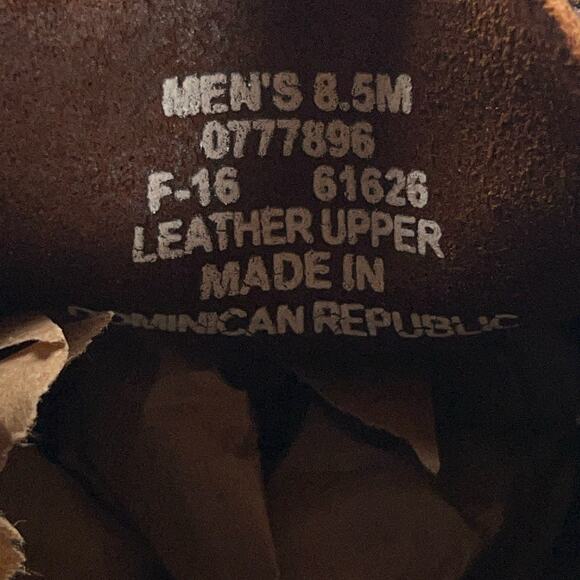 MEN'S 8.5M
0777896
F-16 61626
LEATHER UPPER
MADE IN
DOMINICAN REPUBLIC